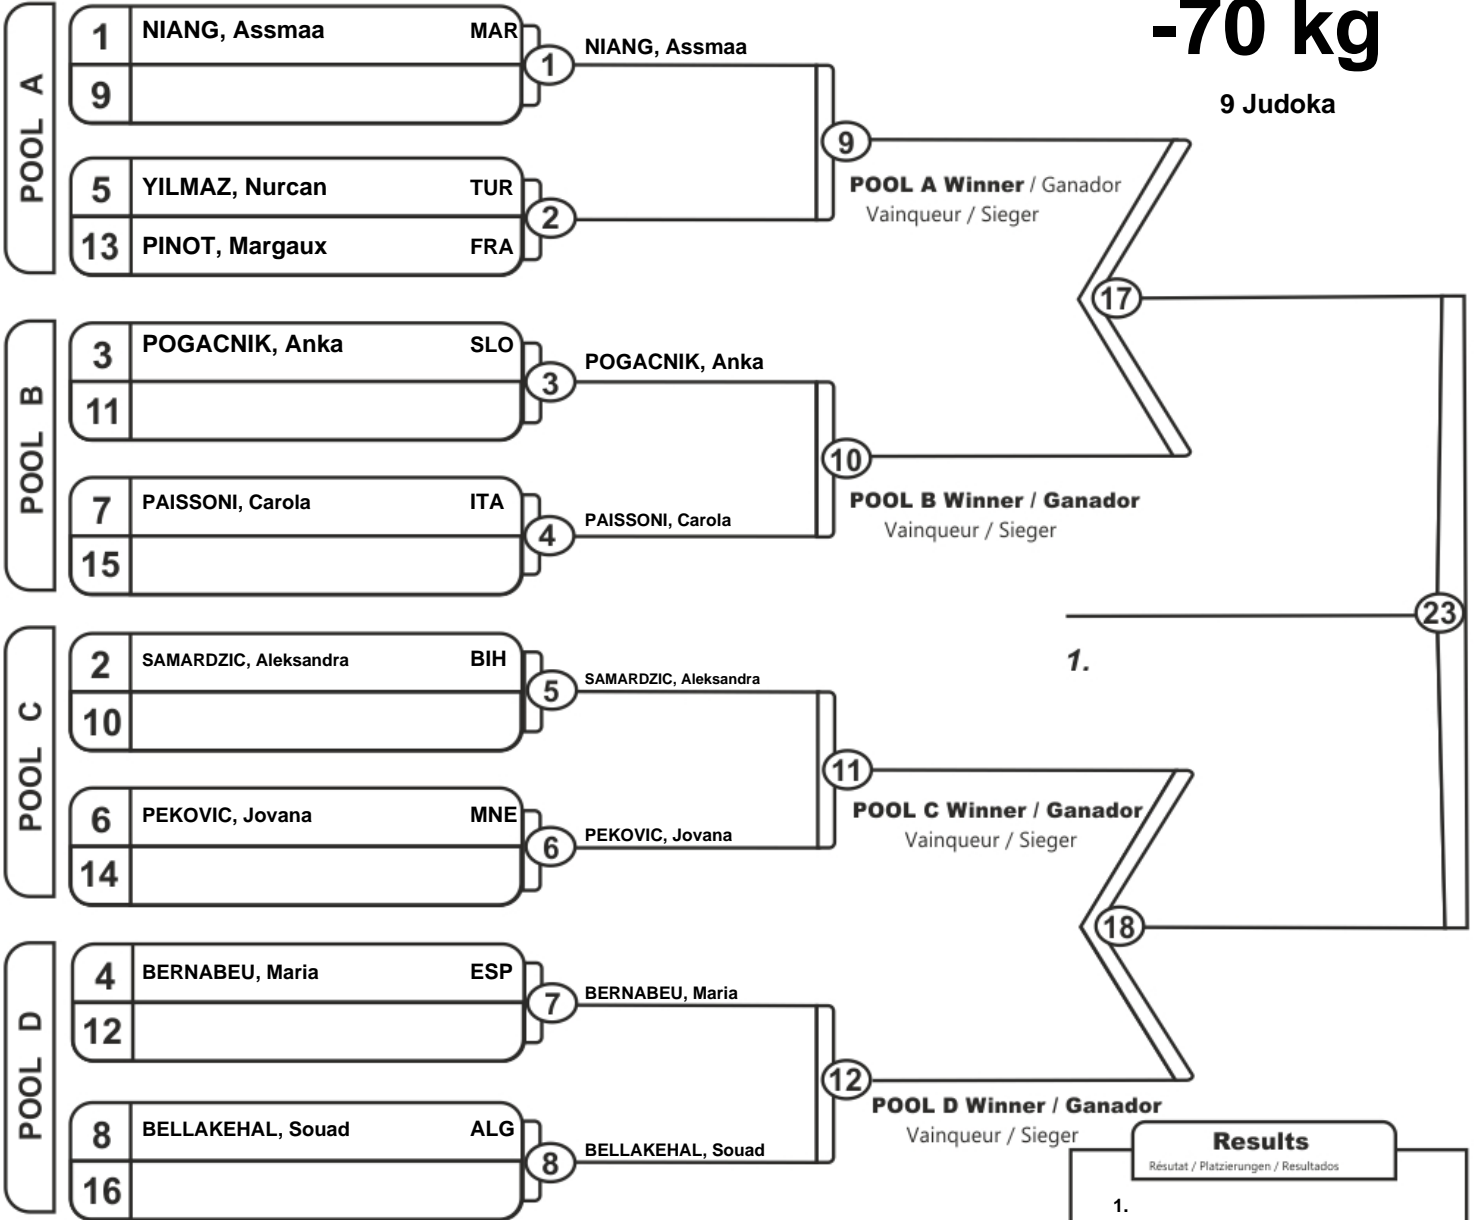 -70 kg
9 Judoka
POOL A
1 NIANG, Assmaa MAR
9
1
NIANG, Assmaa
5 YILMAZ, Nurcan TUR
13 PINOT, Margaux FRA
2
9
POOL A Winner / Ganador
Vainqueur / Sieger
17
POOL B
3 POGACNIK, Anka SLO
11
3
POGACNIK, Anka
7 PAISSONI, Carola ITA
15
4
PAISSONI, Carola
10
POOL B Winner / Ganador
Vainqueur / Sieger
23
1.
POOL C
2 SAMARDZIC, Aleksandra BIH
10
5
SAMARDZIC, Aleksandra
6 PEKOVIC, Jovana MNE
14
6
PEKOVIC, Jovana
11
POOL C Winner / Ganador
Vainqueur / Sieger
18
POOL D
4 BERNABEU, Maria ESP
12
7
BERNABEU, Maria
8 BELLAKEHAL, Souad ALG
16
8
BELLAKEHAL, Souad
12
POOL D Winner / Ganador
Vainqueur / Sieger
Results
Résutat / Platzierungen / Resultados
1.